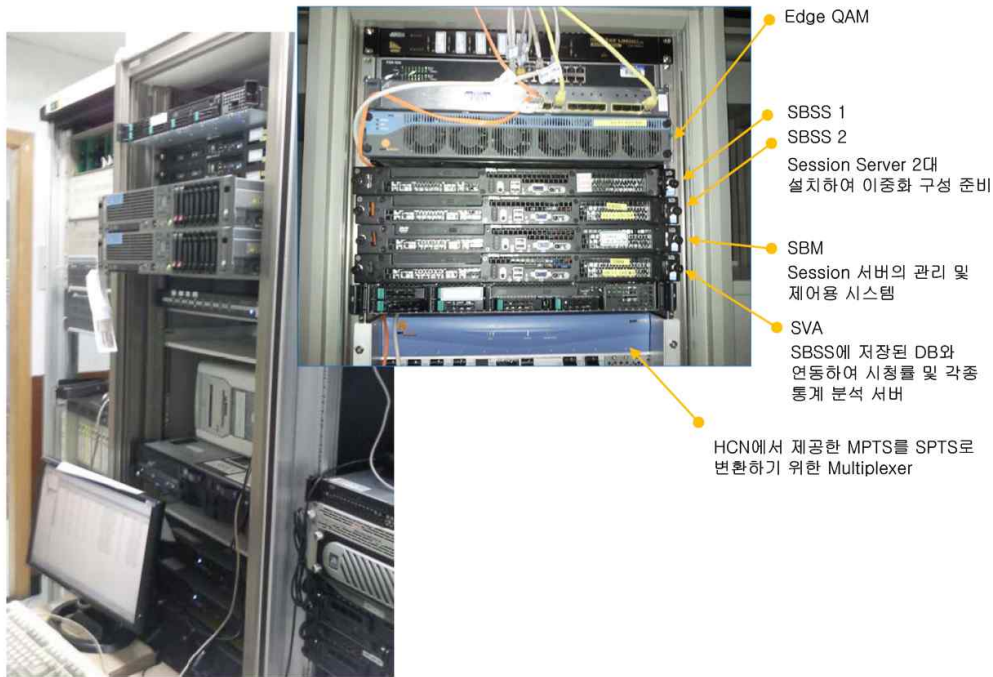 Edge QAM
SBSS 1
SBSS 2
Session Server 2대
설치하여 이중화 구성 준비
SBM
Session 서버의 관리 및
제어용 시스템
SVA
SBSS에 저장된 DB와
연동하여 시청률 및 각종
통계 분석 서버
HCN에서 제공한 MPTS를 SPTS로
변환하기 위한 Multiplexer